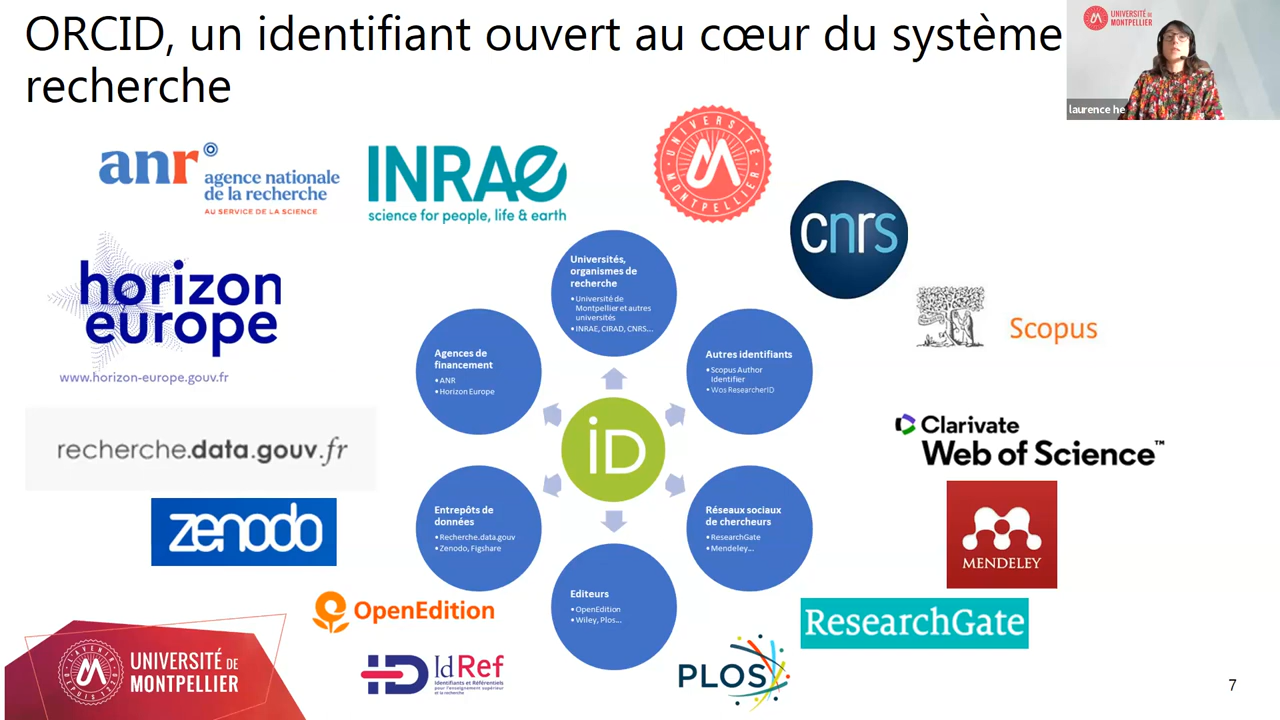 ORCID, un identifiant ouvert au cœur du système
recherche
UNIVERSITÉ DE
MONTPELLIER
laurence he
anr
agence nationale
de la recherche
AU SERVICE DE LA SCIENCE
INRAE
science for people, life & earth
UNIVERSITÉ
MONTPELLIER
cnrs
horizon
europe
www.horizon-europe.gouv.fr
Universités,
organismes de
recherche
•Université de
Montpellier et autres
universités
•INRAE, CIRAD, CNRS...
Agences de
financement
•ANR
•Horizon Europe
Autres identifiants
•Scopus Author
Identifier
•Wos ResearcherID
Scopus
iD
recherche.data.gouv.fr
Clarivate
Web of Science™
zenodo
Entrepôts de
données
•Recherche.data.gouv
•Zenodo, Figshare
Réseaux sociaux
de chercheurs
•ResearchGate
•Mendeley...
MENDELEY
Editeurs
•OpenEdition
•Wiley, Plos...
OpenEdition
ResearchGate
IdRef
Identifiants et Référentiels
pour l'enseignement supérieur
et la recherche
PLOS
UNIVERSITÉ DE
MONTPELLIER
7